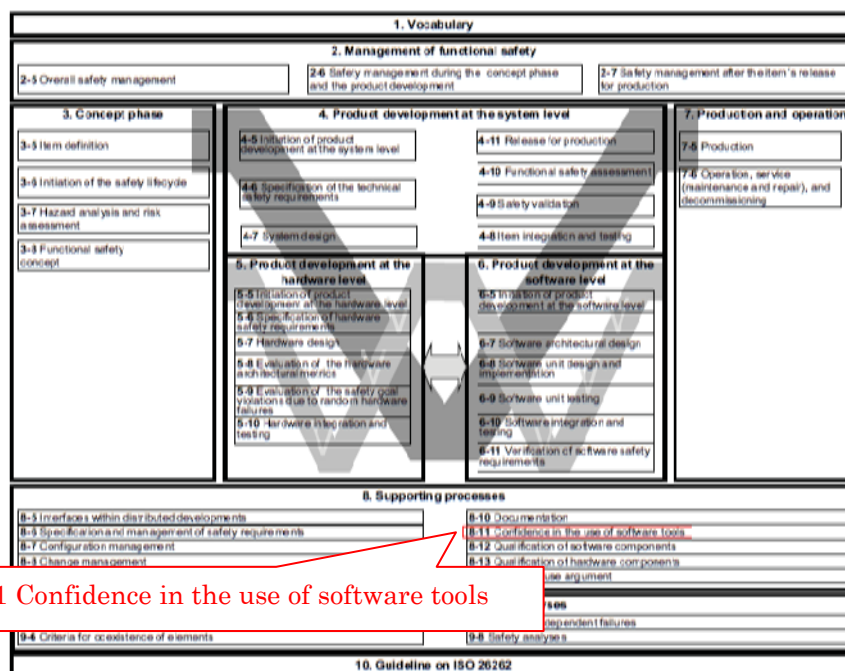 1. Vocabulary
2. Management of functional safety
2-5 Overall safety management
2-6 Safety management during the concept phase
and the product development
2-7 Safety management after the item's release
for production
3. Concept phase
3-5 Item definition
3-6 Initiation of the safety lifecycle
3-7 Hazard analysis and risk
assessment
3-8 Functional safety
concept
4. Product development at the system level
4-5 Initiation of product
development at the system level
4-6 Specification of the technical
safety requirements
4-7 System design
4-11 Release for production
4-10 Functional safety assessment
4-9 Safety validation
4-8 Item integration and testing
7. Production and operation
7-5 Production
7-6 Operation, service
(maintenance and repair), and
decommissioning
5. Product development at the
hardware level
5-5 Initiation of product
development at the hardware level
5-6 Specification of hardware
safety requirements
5-7 Hardware design
5-8 Evaluation of the hardware
architectural metrics
5-9 Evaluation of the safety goal
violations due to random hardware
failures
5-10 Hardware integration and
testing
6. Product development at the
software level
6-5 Initiation of product
development at the software level
6-7 Software architectural design
6-8 Software unit design and
implementation
6-9 Software unit testing
6-10 Software integration and
testing
6-11 Verification of software safety
requirements
8. Supporting processes
8-5 Interfaces within distributed developments
8-6 Specification and management of safety requirements
8-7 Configuration management
8-8 Change management
8-10 Documentation
8-11 Confidence in the use of software tools
8-12 Qualification of software components
8-13 Qualification of hardware components
use argument
1 Confidence in the use of software tools
ses
dependent failures
9-6 Criteria for coexistence of elements
9-8 Safety analyses
10. Guideline on ISO 26262